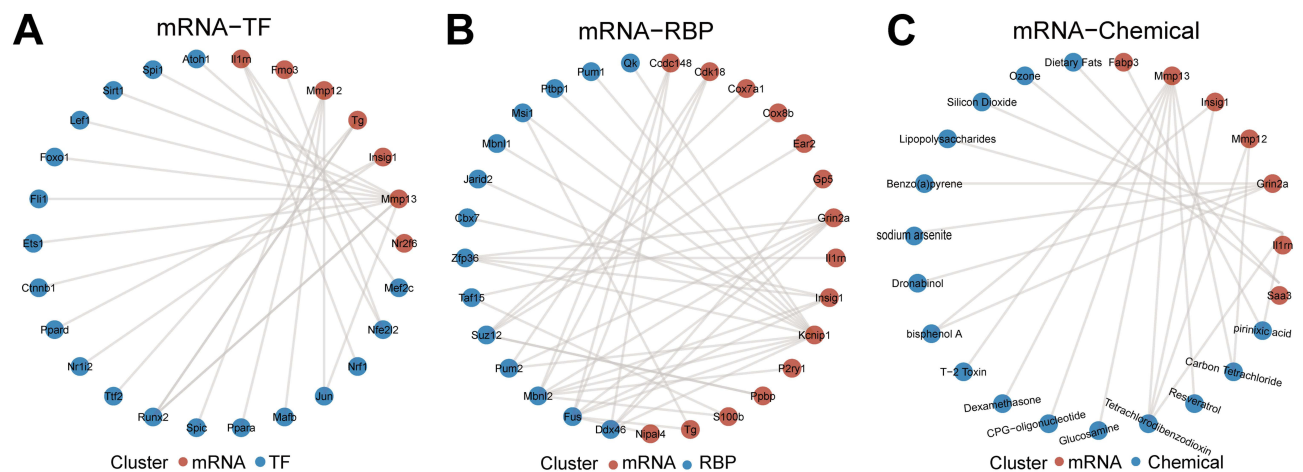 A
mRNA-TF
Atoh1
Il1rn
Fmo3
Mmp12
Tg
Insig1
Mmp13
Nr2f6
Mef2c
Nfe2l2
Nrf1
Jun
Mafb
Ppara
Spic
Runx2
Ttf2
Nr1i2
Ppard
Ctnnb1
Ets1
Fli1
Foxo1
Lef1
Sirt1
Spi1
Cluster mRNA TF
B
mRNA-RBP
Qk
Ccdc148
Cdk18
Cox7a1
Cox8b
Ear2
Gp5
Grin2a
Il1rn
Insig1
Kcnip1
P2ry1
Ppbp
S100b
Tg
Nipal4
Ddx46
Fus
Mbnl2
Pum2
Suz12
Taf15
Zfp36
Cbx7
Jarid2
Mbnl1
Msi1
Ptbp1
Pum1
Cluster mRNA RBP
C
mRNA-Chemical
Dietary Fats
Fabp3
Mmp13
Insig1
Mmp12
Grin2a
Il1rn
Saa3
pirinixic acid
Carbon Tetrachloride
Resveratrol
Tetrachlorodibenzodioxin
Glucosamine
CPG-oligonucleotide
Dexamethasone
T-2 Toxin
bisphenol A
Dronabinol
sodium arsenite
Benzo(a)pyrene
Lipopolysaccharides
Silicon Dioxide
Ozone
Cluster mRNA Chemical